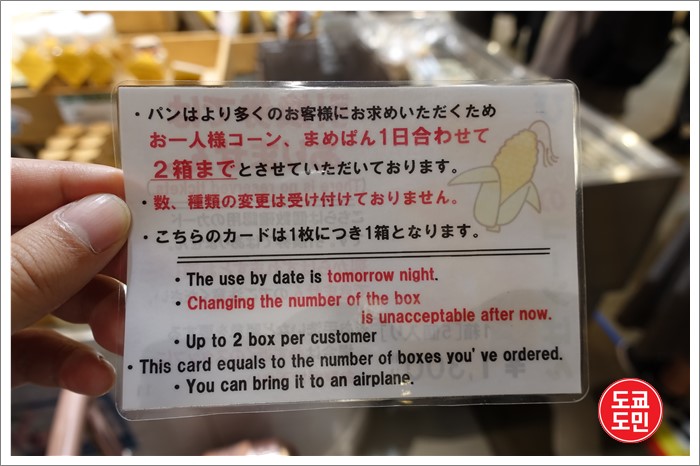 ・パンはより多くのお客様にお求めいただくため
お一人様コーン、まめぱん1日合わせて
２箱までとさせていただいております。
・数、種類の変更は受け付けておりません。
・こちらのカードは1枚につき1箱となります。
・The use by date is tomorrow night.
・Changing the number of the box
is unacceptable after now.
・Up to 2 box per customer
・This card equals to the number of boxes you've ordered.
・You can bring it to an airplane.
도쿄
도민